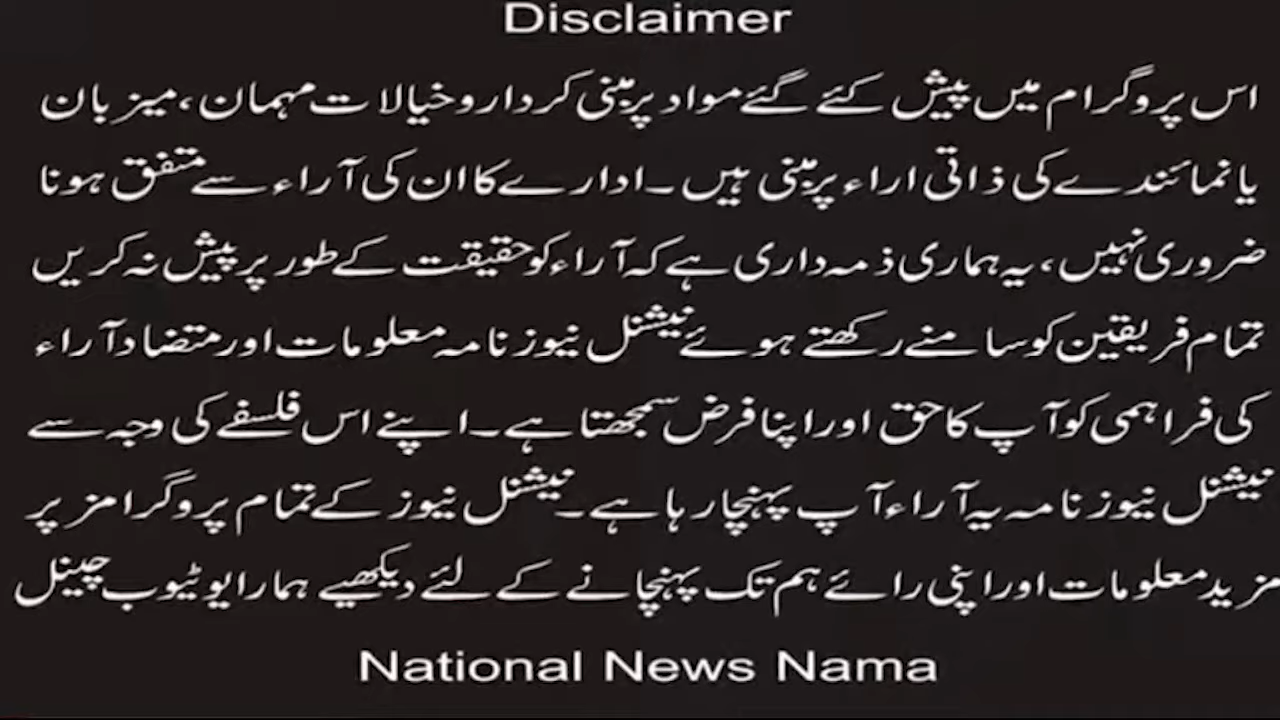 Disclaimer
اس پروگرام میں پیش کئے گئے مواد پر مبنی کردار و خیالات مہمان، میزبان
یا نمائندے کی ذاتی اراء پر مبنی ہیں۔ ادارے کا ان کی آراء سے متفق ہونا
ضروری نہیں، یہ ہماری ذمہ داری ہے کہ آراء کو حقیقت کے طور پر پیش نہ کریں
تمام فریقین کو سامنے رکھتے ہوئے نیشنل نیوز نامہ معلومات اور متضاد آراء
کی فراہمی کو آپ کا حق اور اپنا فرض سمجھتا ہے۔ اپنے اس فلسفے کی وجہ سے
نیشنل نیوز نامہ یہ آراء آپ پہنچا رہا ہے۔ نیشنل نیوز کے تمام پروگرامز پر
مزید معلومات اور اپنی رائے ہم تک پہنچانے کے لئے دیکھیے ہمارا یوٹیوب چینل
National News Nama